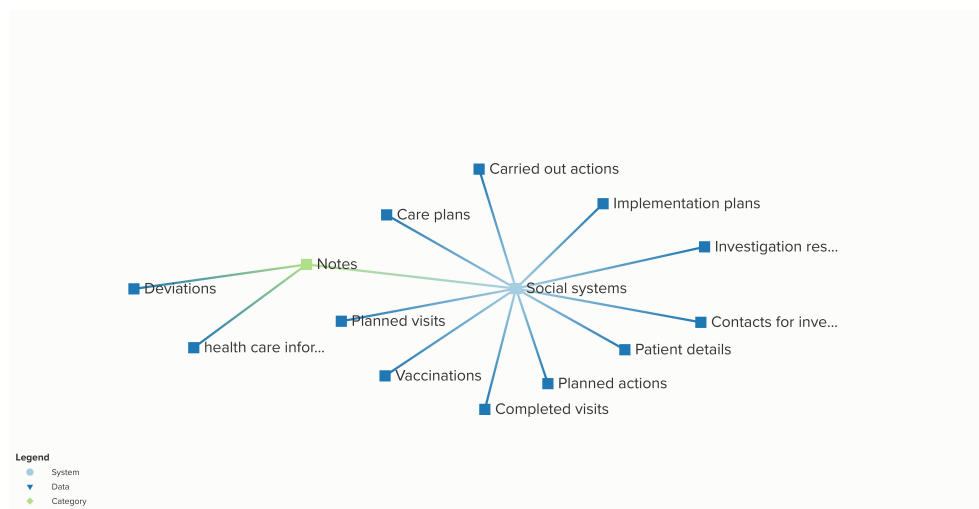 Carried out actions
Implementation plans
Care plans
Investigation res...
Notes
Deviations
Social systems
Planned visits
Contacts for inve...
health care infor...
Patient details
Vaccinations
Planned actions
Completed visits
Legend
System
Data
Category